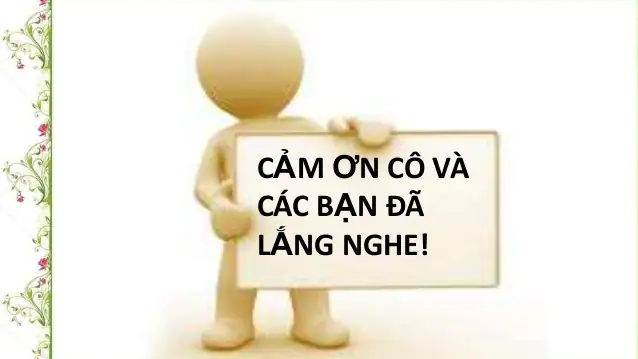 CẢM ƠN CÔ VÀ
CÁC BẠN ĐÃ
LẮNG NGHE!